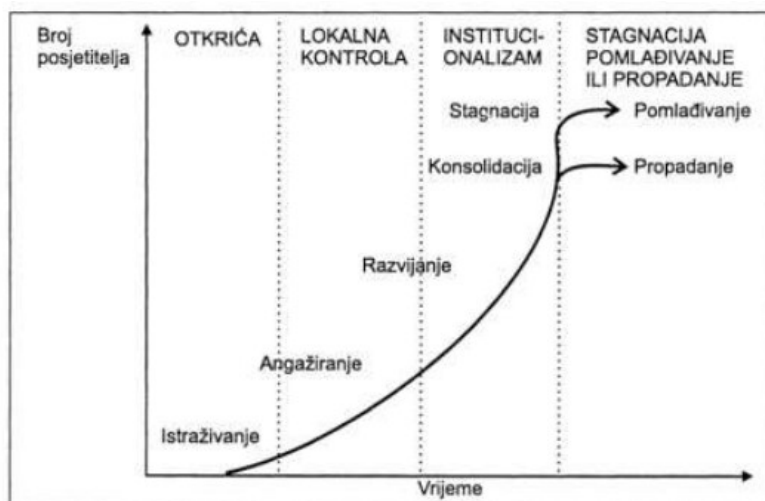 Broj
posjetitelja
OTKRIĆA
LOKALNA
KONTROLA
INSTITUCI-
ONALIZAM
STAGNACIJA
POMLAĐIVANJE
ILI PROPADANJE
Stagnacija
Pomlađivanje
Konsolidacija
Propadanje
Razvijanje
Angažiranje
Istraživanje
Vrijeme